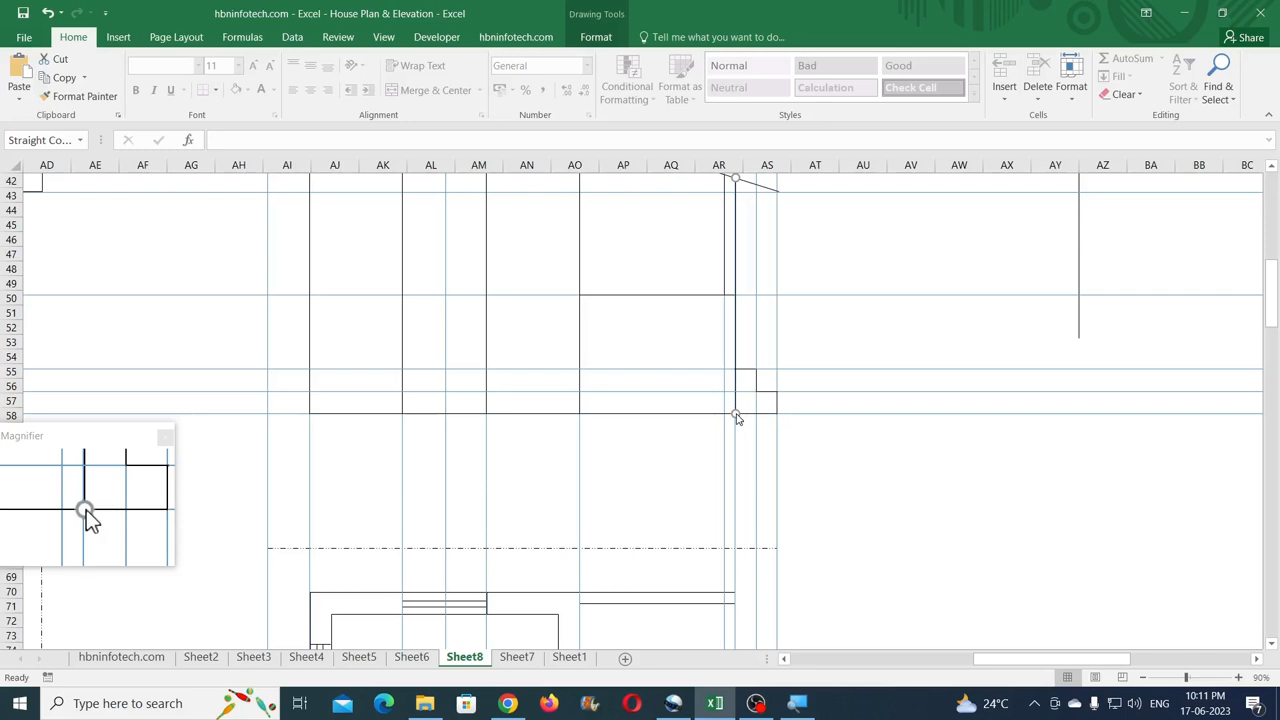 hbninfotech.com - Excel - House Plan & Elevation - Excel
Drawing Tools
File Home Insert Page Layout Formulas Data Review View Developer hbninfotech.com Format Tell me what you want to do... Share
Paste
Cut
Copy
Format Painter
Clipboard
11
Font
Wrap Text
Merge & Center
Alignment
General
Number
Conditional Formatting
Format as Table
Normal Bad Good
Neutral Calculation Check Cell
Styles
Insert Delete Format
Cells
AutoSum
Fill
Clear
Sort & Filter
Find & Select
Editing
Straight Co...
AD AE AF AG AH AI AJ AK AL AM AN AO AP AQ AR AS AT AU AV AW AX AY AZ BA BB BC
42
43
44
45
46
47
48
49
50
51
52
53
54
55
56
57
58
Magnifier
69
70
71
72
73
hbninfotech.com Sheet2 Sheet3 Sheet4 Sheet5 Sheet6 Sheet8 Sheet7 Sheet1
Ready
90%
Type here to search
24°C
ENG
10:11 PM
17-06-2023
7